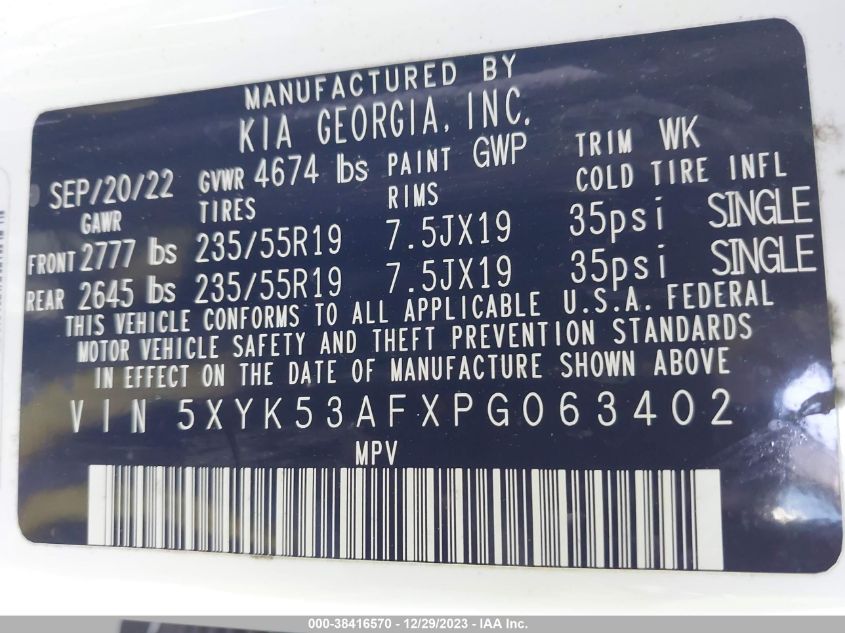 MANUFACTURED BY
KIA GEORGIA, INC.
SEP/20/22 GVWR 4674 lbs PAINT GWP TRIM WK
GAWR TIRES RIMS COLD TIRE INFL
FRONT 2777 lbs 235/55R19 7.5JX19 35psi SINGLE
REAR 2645 lbs 235/55R19 7.5JX19 35psi SINGLE
THIS VEHICLE CONFORMS TO ALL APPLICABLE U.S.A. FEDERAL
MOTOR VEHICLE SAFETY AND THEFT PREVENTION STANDARDS
IN EFFECT ON THE DATE OF MANUFACTURE SHOWN ABOVE
VIN 5XYK53AFXPG063402
MPV
000-38416570 - 12/29/2023 - IAA Inc.